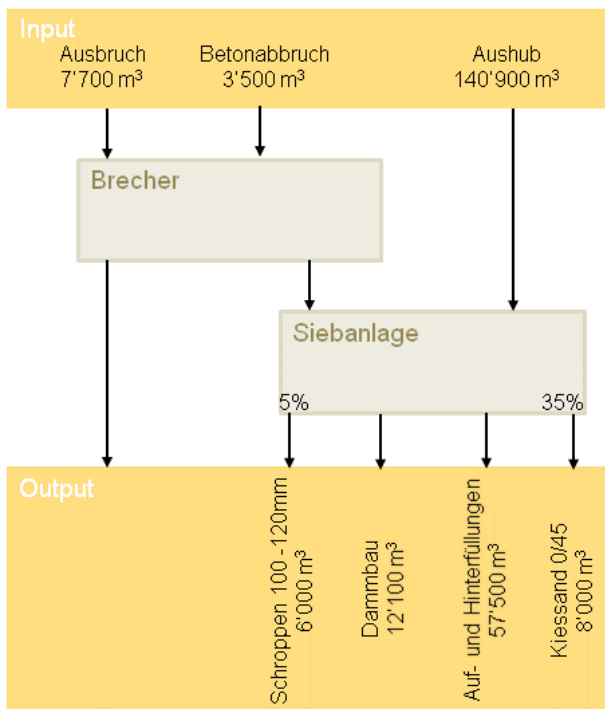 Input
Ausbruch
7'700 m³
Betonabbruch
3'500 m³
Aushub
140'900 m³
Brecher
Siebanlage
5%
35%
Output
Schroppen 100 -120mm
6'000 m³
Dammbau
12'100 m³
Auf- und Hinterfüllungen
57'500 m³
Kiessand 0/45
8'000 m³